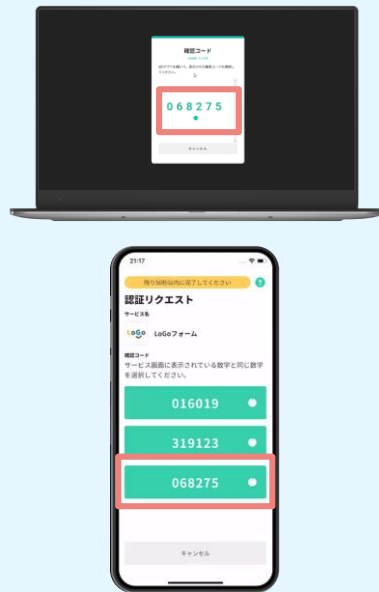 確認コード
068275
キャンセル
21:17
残り50秒以内に完了してください
?
認証リクエスト
サービス名
LoGo
LoGoフォーム
確認コード
サービス画面に表示されている数字と同じ数字
を選択してください。
016019
319123
068275
キャンセル